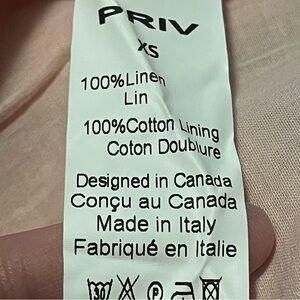 PRIV
XS
100%Linen
Lin
100%Cotton Lining
Coton Doublure
Designed in Canada
Conçu au Canada
Made in Italy
Fabriqué en Italie
30 P